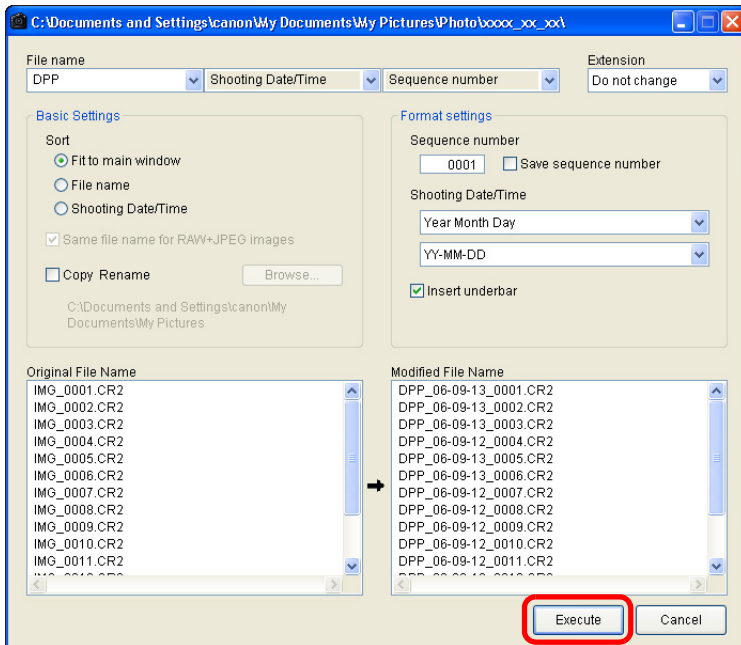 C:\Documents and Settings\canon\My Documents\My Pictures\Photo\xxxx_xx_xx\
File name
Extension
DPP Shooting Date/Time Sequence number Do not change
Basic Settings
Sort
Fit to main window
File name
Shooting Date/Time
Same file name for RAW+JPEG images
Copy Rename Browse...
C:\Documents and Settings\canon\My
Documents\My Pictures
Format settings
Sequence number
0001 Save sequence number
Shooting Date/Time
Year Month Day
YY-MM-DD
Insert underbar
Original File Name
IMG_0001.CR2
IMG_0002.CR2
IMG_0003.CR2
IMG_0004.CR2
IMG_0005.CR2
IMG_0006.CR2
IMG_0007.CR2
IMG_0008.CR2
IMG_0009.CR2
IMG_0010.CR2
IMG_0011.CR2
Modified File Name
DPP_06-09-13_0001.CR2
DPP_06-09-13_0002.CR2
DPP_06-09-13_0003.CR2
DPP_06-09-12_0004.CR2
DPP_06-09-13_0005.CR2
DPP_06-09-13_0006.CR2
DPP_06-09-12_0007.CR2
DPP_06-09-12_0008.CR2
DPP_06-09-12_0009.CR2
DPP_06-09-12_0010.CR2
DPP_06-09-12_0011.CR2
Execute Cancel